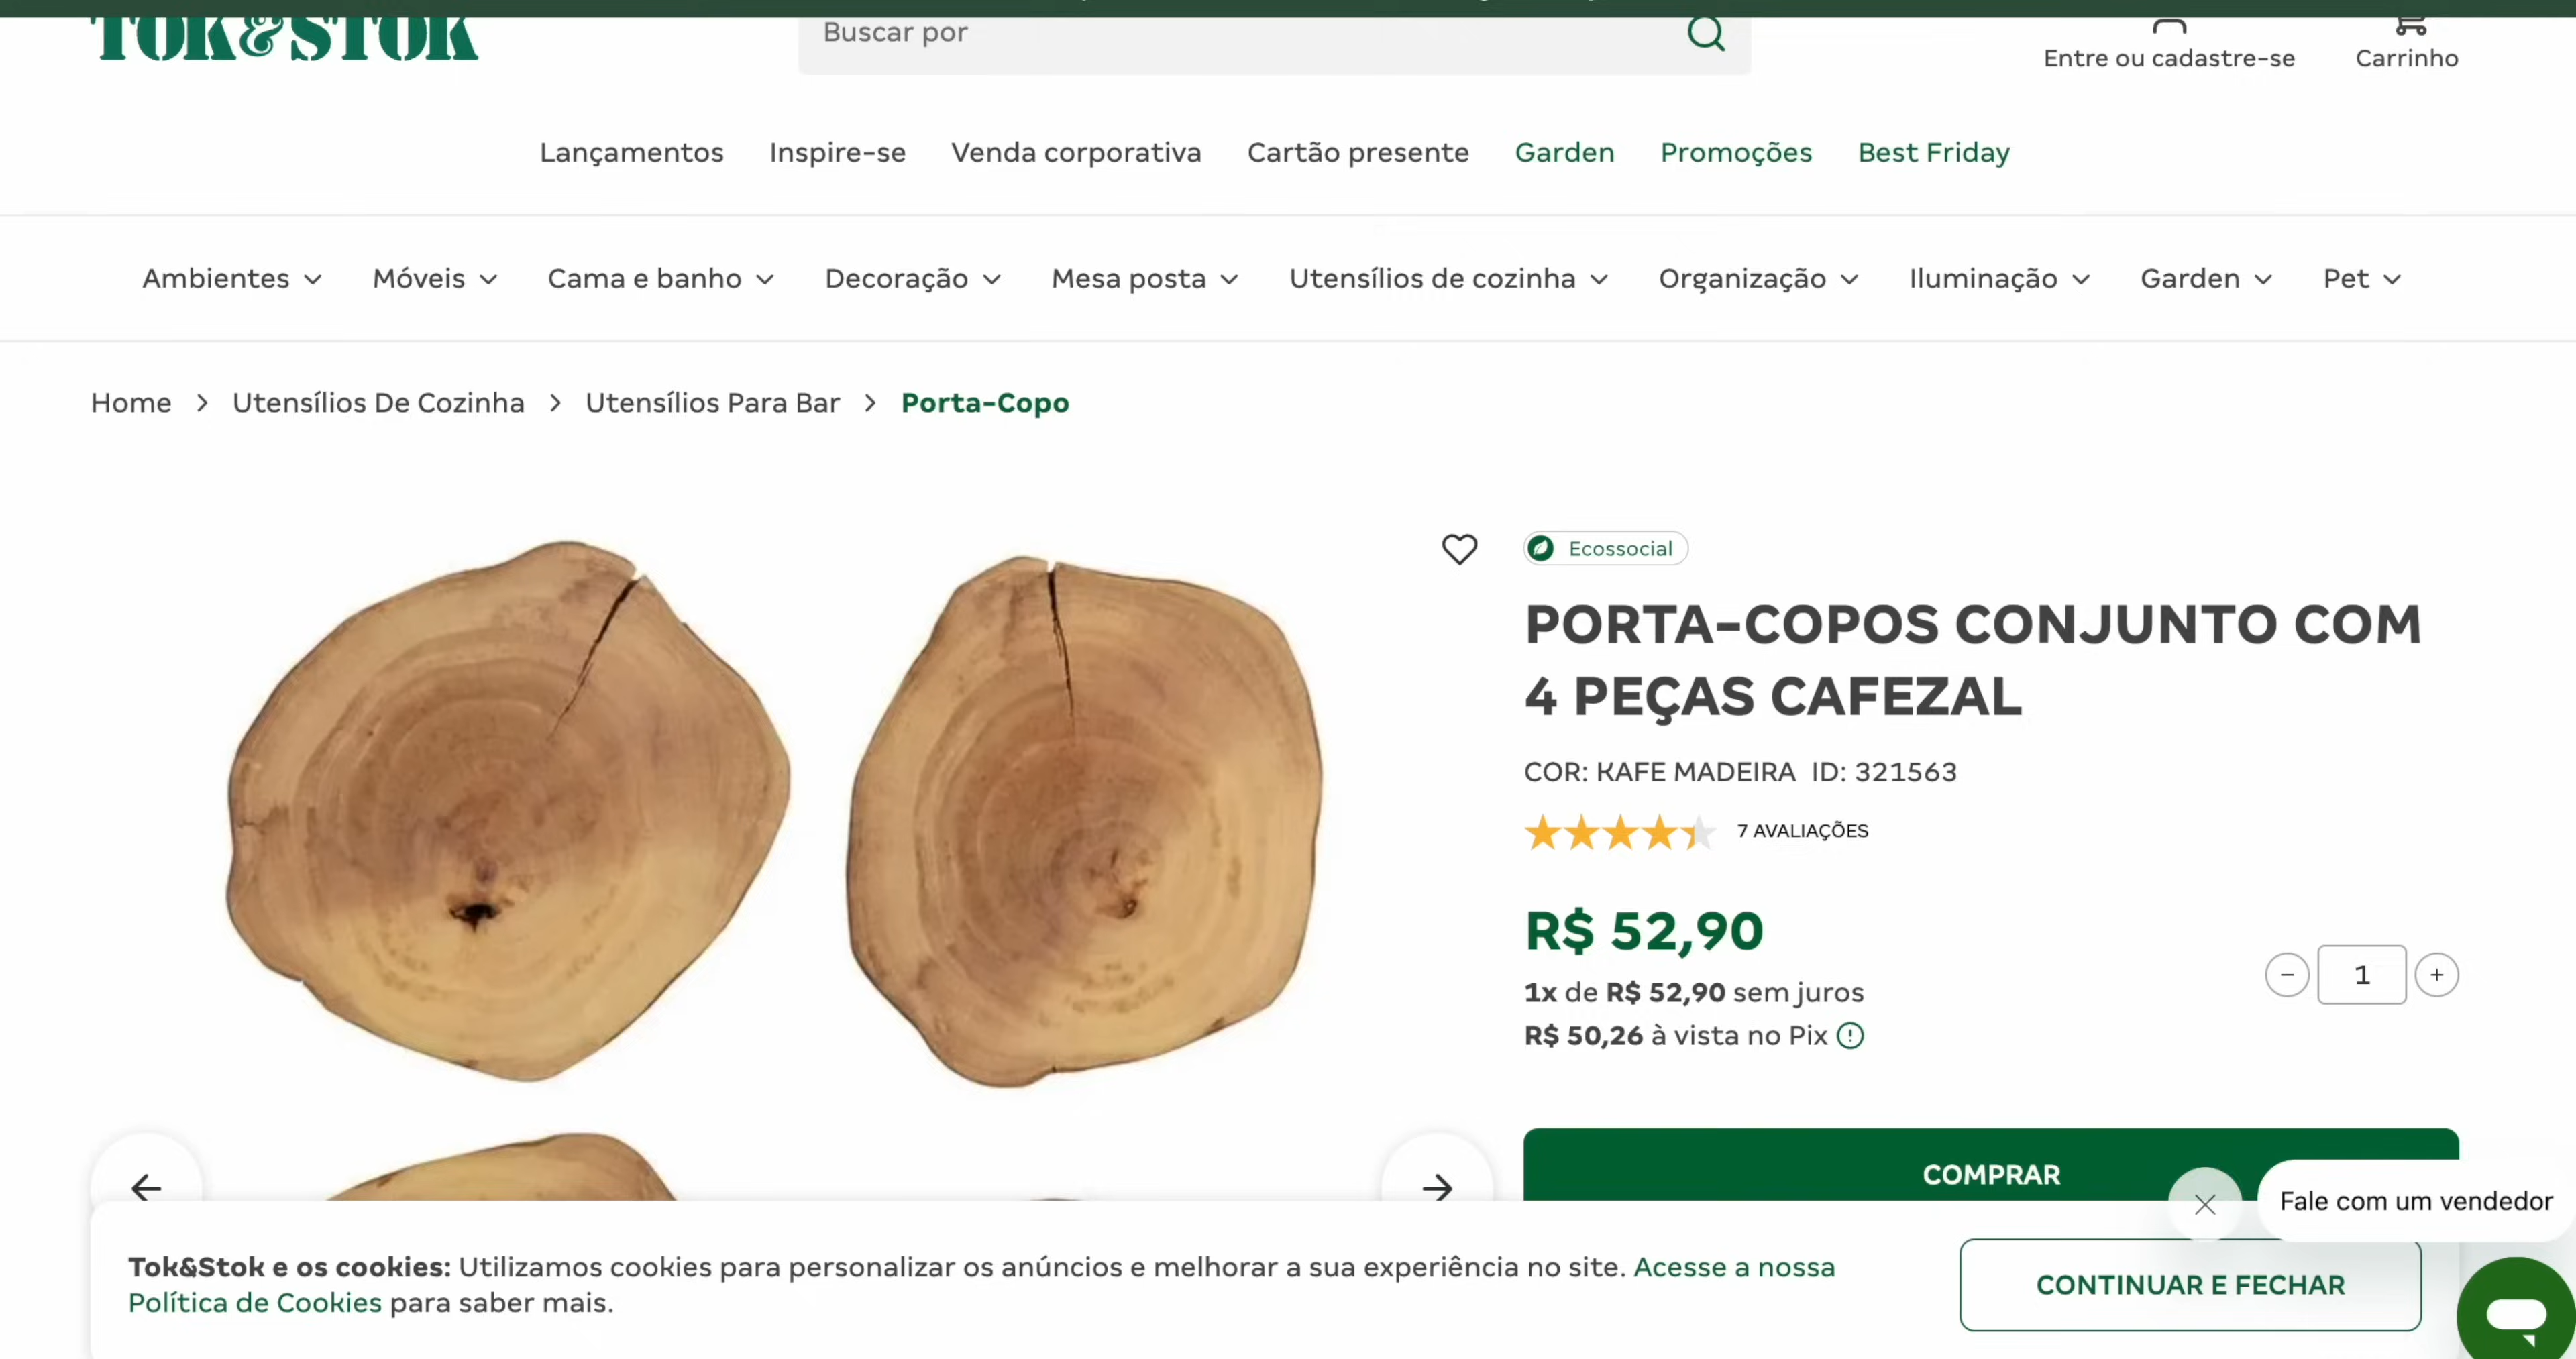 TOK&STOK
Buscar por
Entre ou cadastre-se
Carrinho
Lançamentos
Inspire-se
Venda corporativa
Cartão presente
Garden
Promoções
Best Friday
Ambientes
Móveis
Cama e banho
Decoração
Mesa posta
Utensílios de cozinha
Organização
Iluminação
Garden
Pet
Home > Utensílios De Cozinha > Utensílios Para Bar > Porta-Copo
Ecossocial
PORTA-COPOS CONJUNTO COM
4 PEÇAS CAFEZAL
COR: KAFE MADEIRA ID: 321563
7 AVALIAÇÕES
R$ 52,90
1x de R$ 52,90 sem juros
R$ 50,26 à vista no Pix
− 1 +
COMPRAR
Fale com um vendedor
Tok&Stok e os cookies: Utilizamos cookies para personalizar os anúncios e melhorar a sua experiência no site. Acesse a nossa
Política de Cookies para saber mais.
CONTINUAR E FECHAR